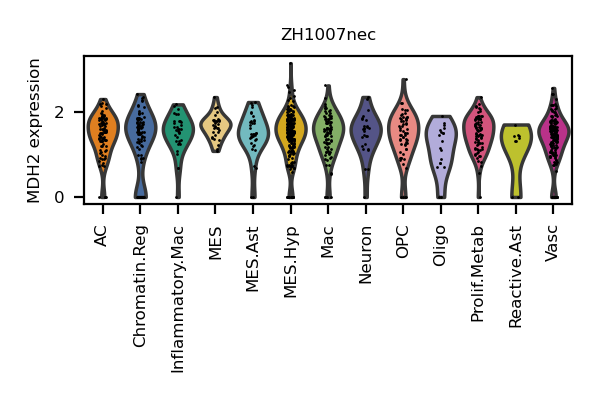 ZH1007nec
MDH2 expression
2
0
AC
Chromatin.Reg
Inflammatory.Mac
MES
MES.Ast
MES.Hyp
Mac
Neuron
OPC
Oligo
Prolif.Metab
Reactive.Ast
Vasc